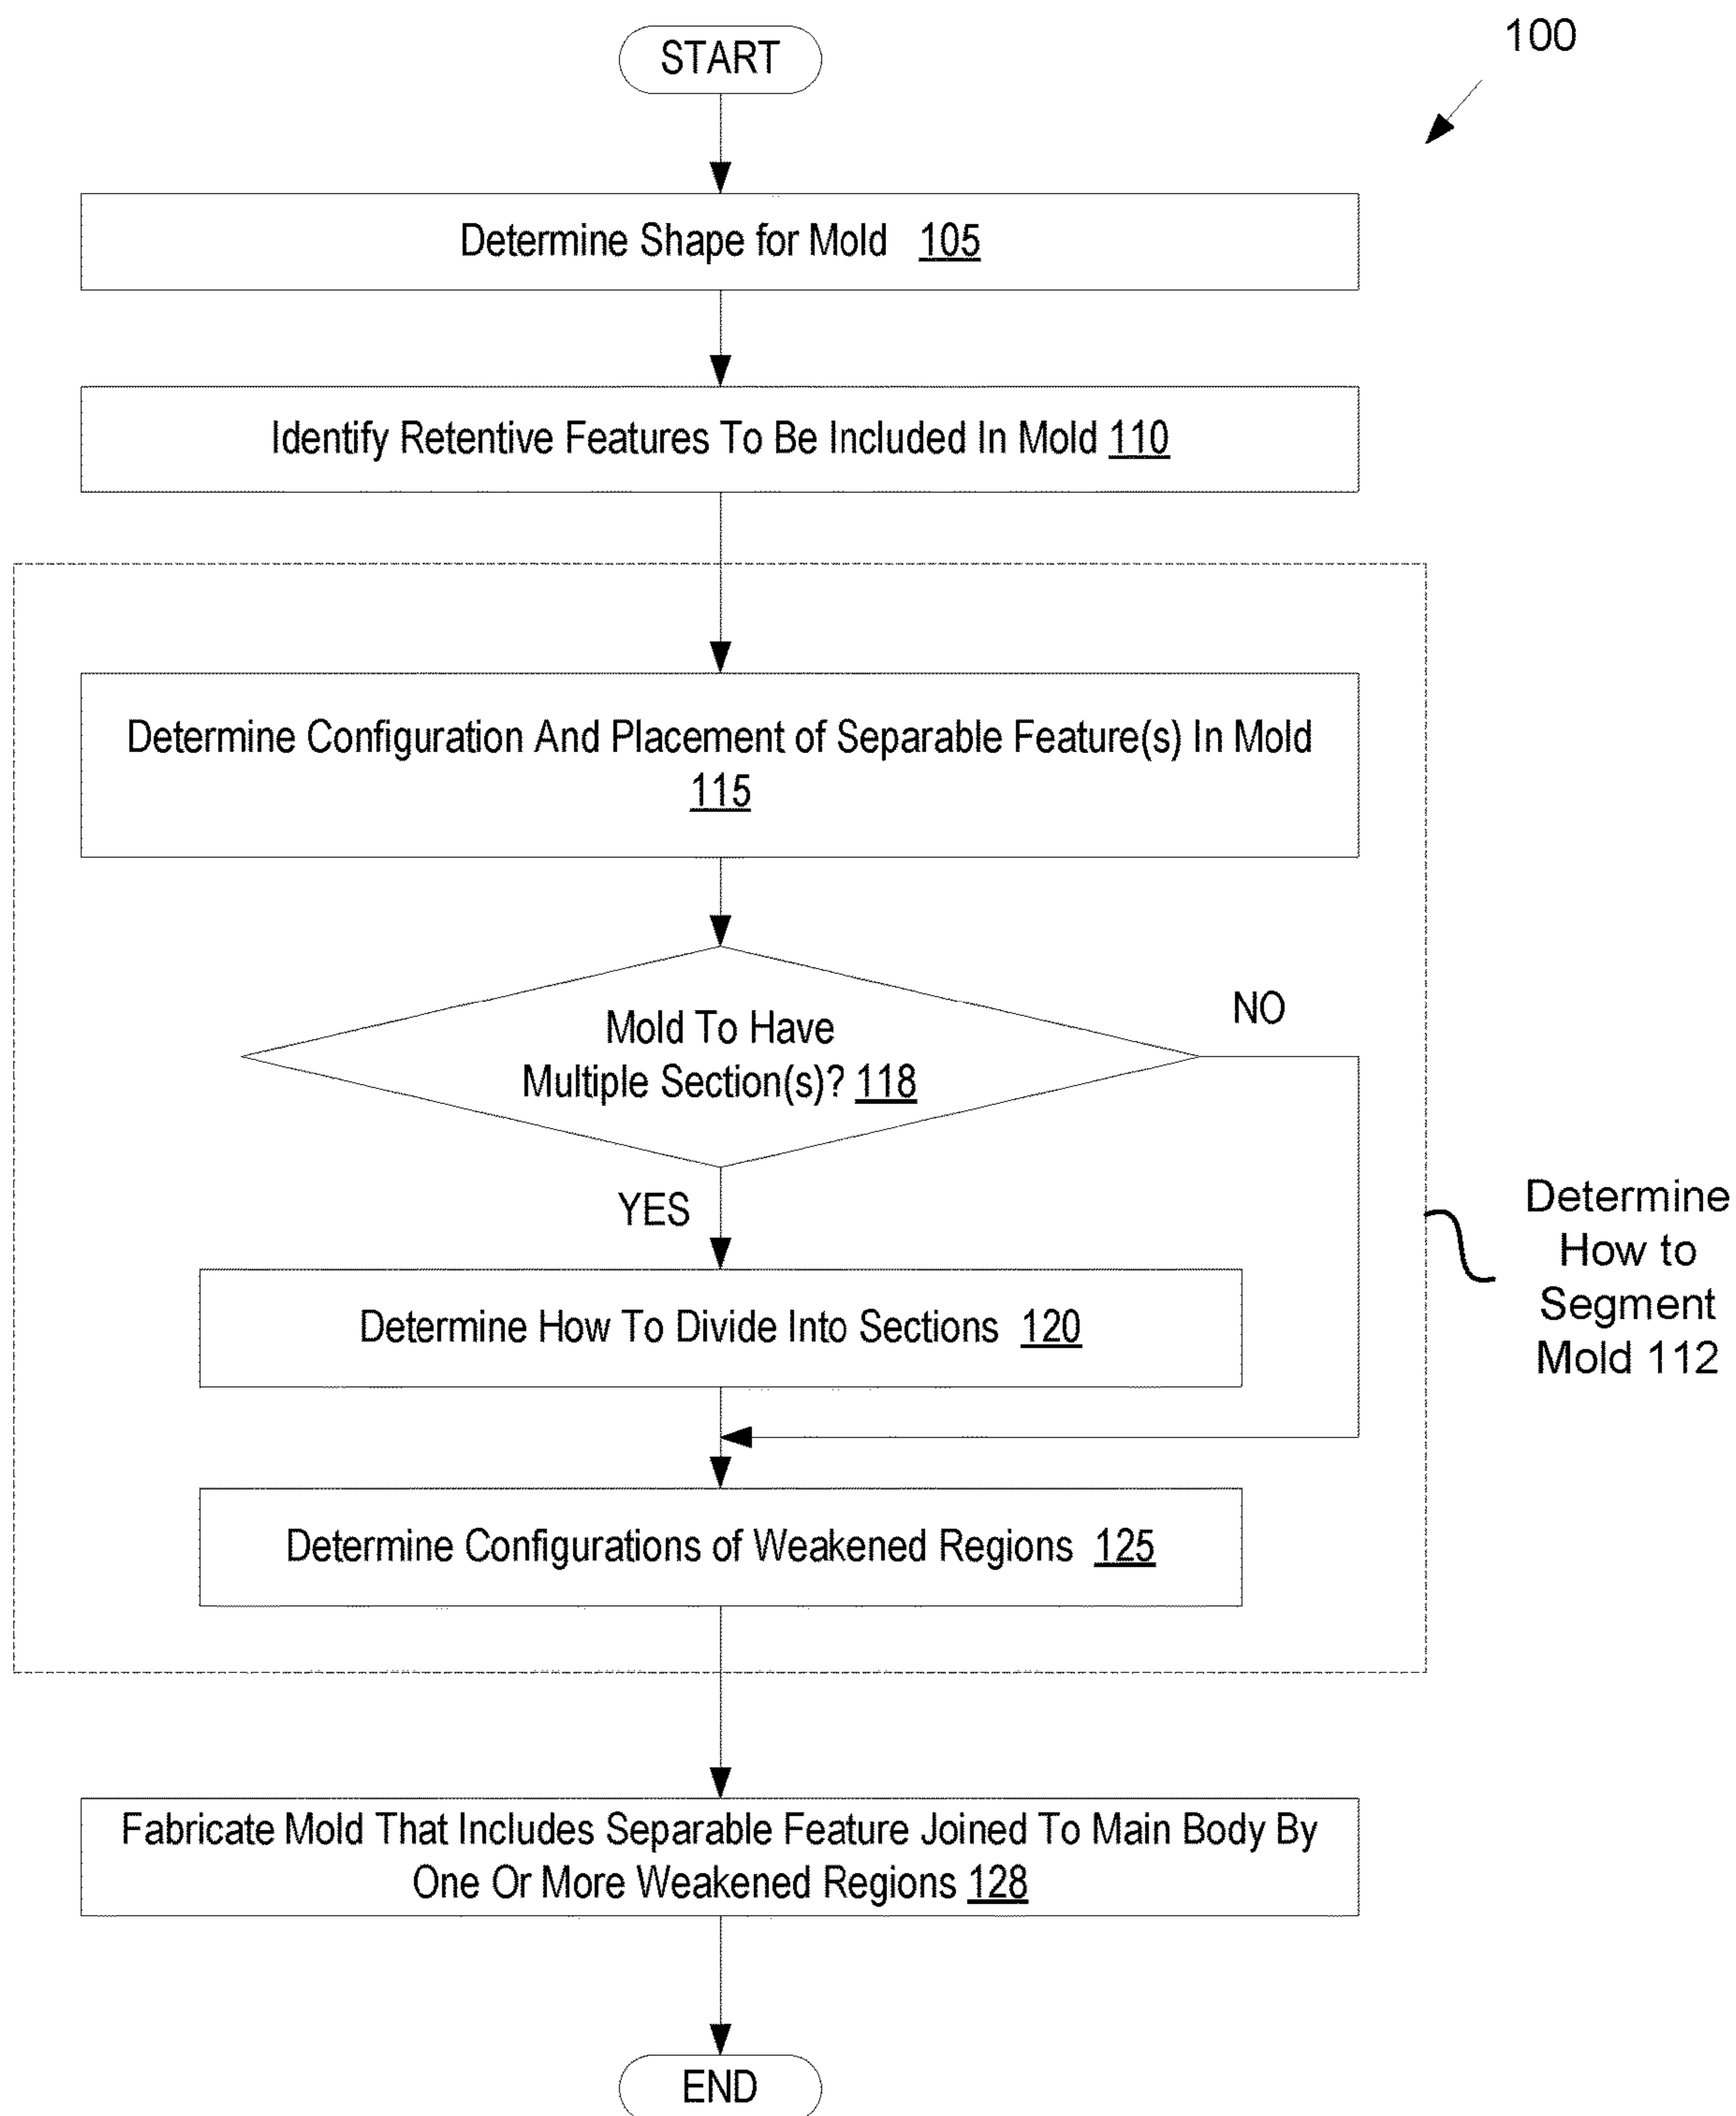 100
START
Determine Shape for Mold 105
Identify Retentive Features To Be Included In Mold 110
Determine Configuration And Placement of Separable Feature(s) In Mold
115
Mold To Have
Multiple Section(s)? 118
NO
YES
Determine How To Divide Into Sections 120
Determine Configurations of Weakened Regions 125
Determine
How to
Segment
Mold 112
Fabricate Mold That Includes Separable Feature Joined To Main Body By
One Or More Weakened Regions 128
END